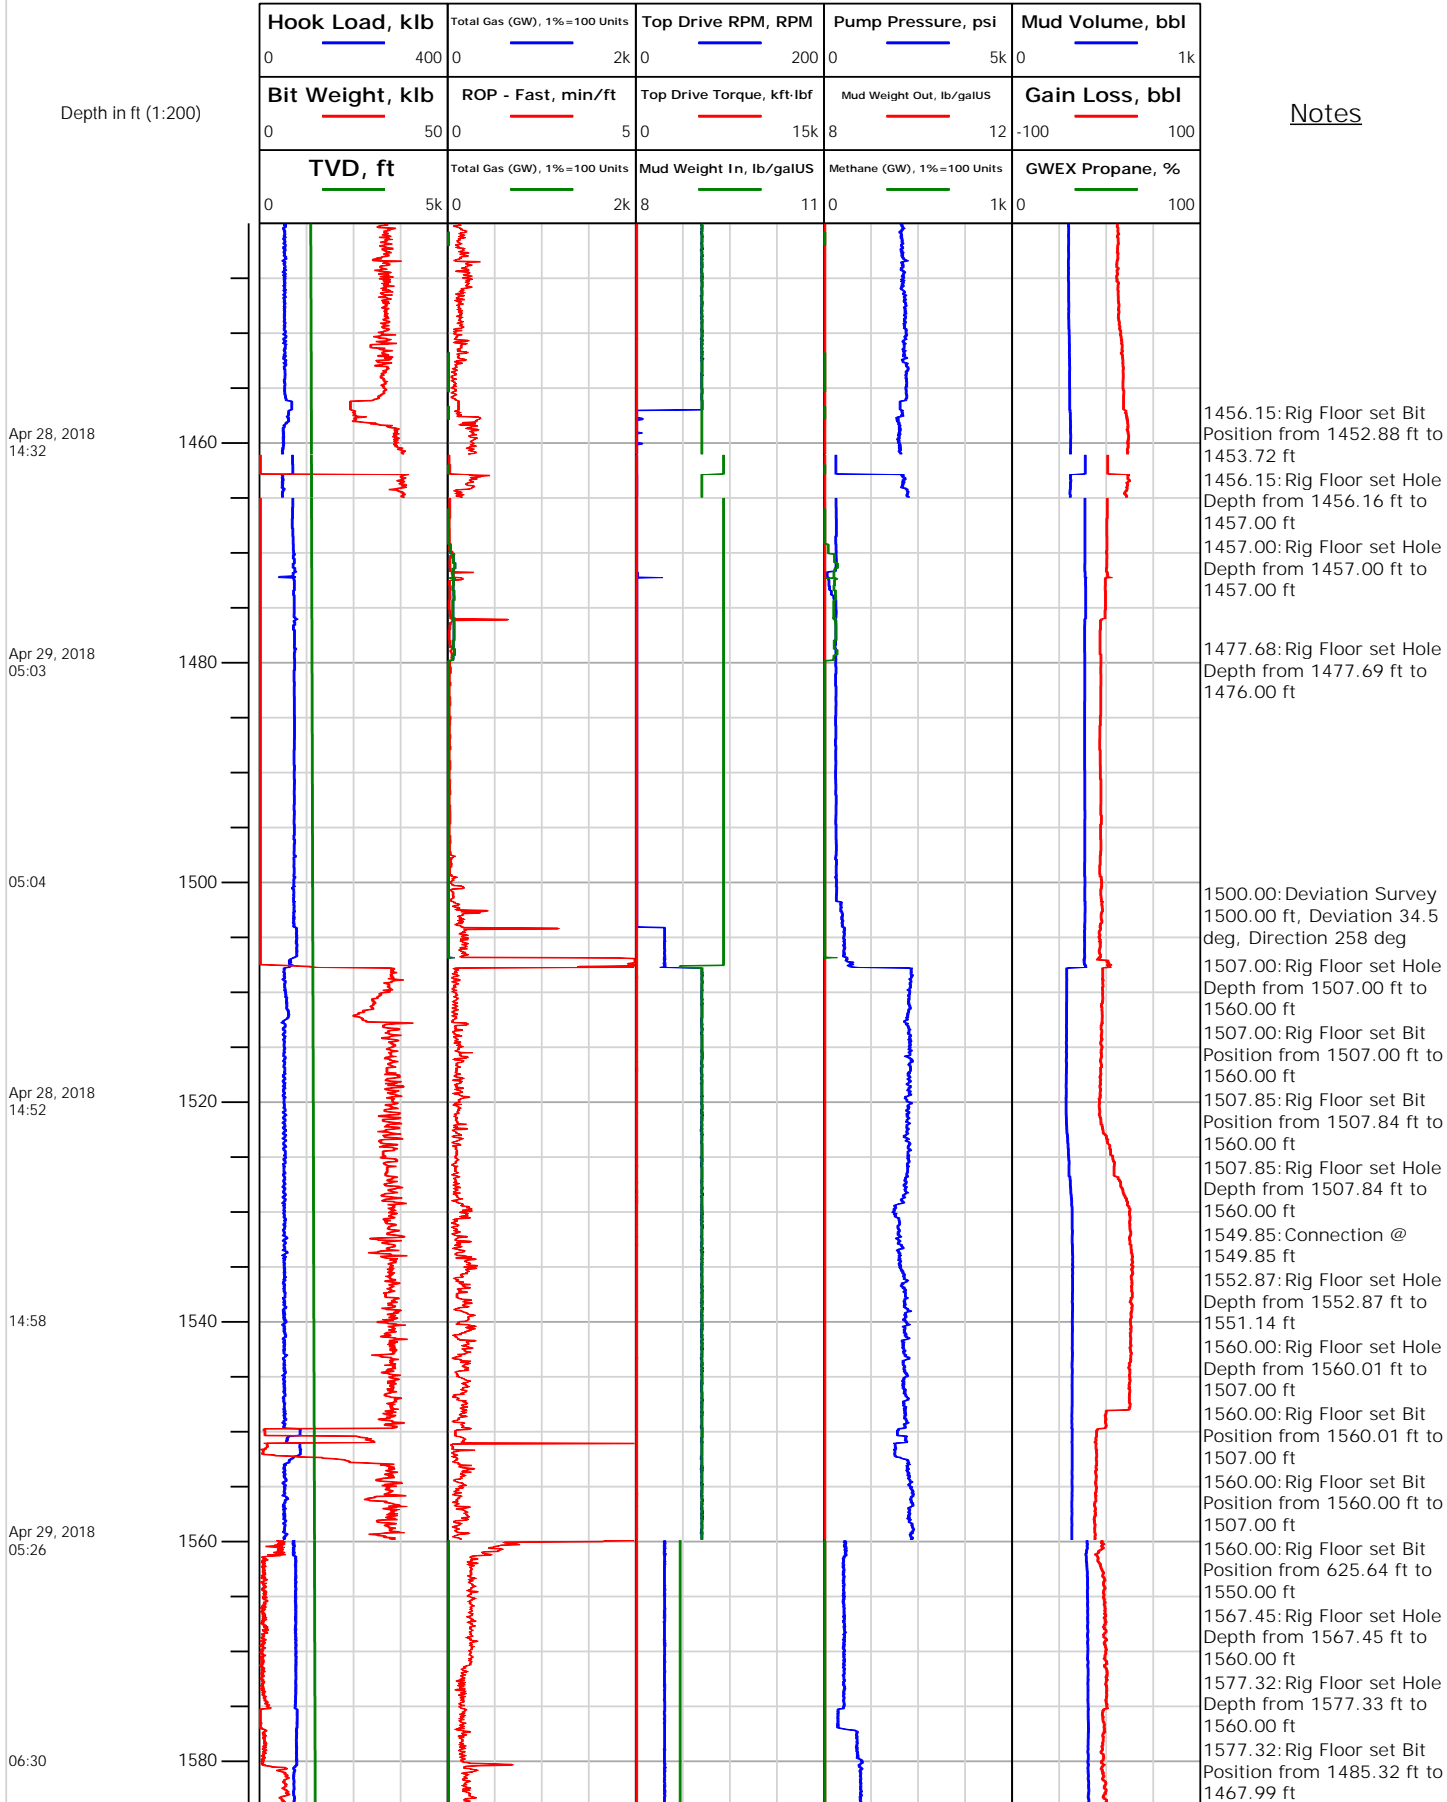 Hook Load, klb
0 400
Total Gas (GW), 1%=100 Units
0 2k
Top Drive RPM, RPM
0 200
Pump Pressure, psi
0 5k
Mud Volume, bbl
0 1k
Depth in ft (1:200)
Bit Weight, klb
0 50
ROP - Fast, min/ft
0 5
Top Drive Torque, kft·lbf
0 15k
Mud Weight Out, lb/galUS
8 12
Gain Loss, bbl
-100 100
Notes
TVD, ft
0 5k
Total Gas (GW), 1%=100 Units
0 2k
Mud Weight In, lb/galUS
8 11
Methane (GW), 1%=100 Units
0 1k
GWEX Propane, %
0 100
Apr 28, 2018
14:32
1460
Apr 29, 2018
05:03
1480
05:04
1500
Apr 28, 2018
14:52
1520
14:58
1540
Apr 29, 2018
05:26
1560
06:30
1580
1456.15: Rig Floor set Bit
Position from 1452.88 ft to
1453.72 ft
1456.15: Rig Floor set Hole
Depth from 1456.16 ft to
1457.00 ft
1457.00: Rig Floor set Hole
Depth from 1457.00 ft to
1457.00 ft
1477.68: Rig Floor set Hole
Depth from 1477.69 ft to
1476.00 ft
1500.00: Deviation Survey
1500.00 ft, Deviation 34.5
deg, Direction 258 deg
1507.00: Rig Floor set Hole
Depth from 1507.00 ft to
1560.00 ft
1507.00: Rig Floor set Bit
Position from 1507.00 ft to
1560.00 ft
1507.85: Rig Floor set Bit
Position from 1507.84 ft to
1560.00 ft
1507.85: Rig Floor set Hole
Depth from 1507.84 ft to
1560.00 ft
1549.85: Connection @
1549.85 ft
1552.87: Rig Floor set Hole
Depth from 1552.87 ft to
1551.14 ft
1560.00: Rig Floor set Hole
Depth from 1560.01 ft to
1507.00 ft
1560.00: Rig Floor set Bit
Position from 1560.01 ft to
1507.00 ft
1560.00: Rig Floor set Bit
Position from 1560.00 ft to
1507.00 ft
1560.00: Rig Floor set Bit
Position from 625.64 ft to
1550.00 ft
1567.45: Rig Floor set Hole
Depth from 1567.45 ft to
1560.00 ft
1577.32: Rig Floor set Hole
Depth from 1577.33 ft to
1560.00 ft
1577.32: Rig Floor set Bit
Position from 1485.32 ft to
1467.99 ft